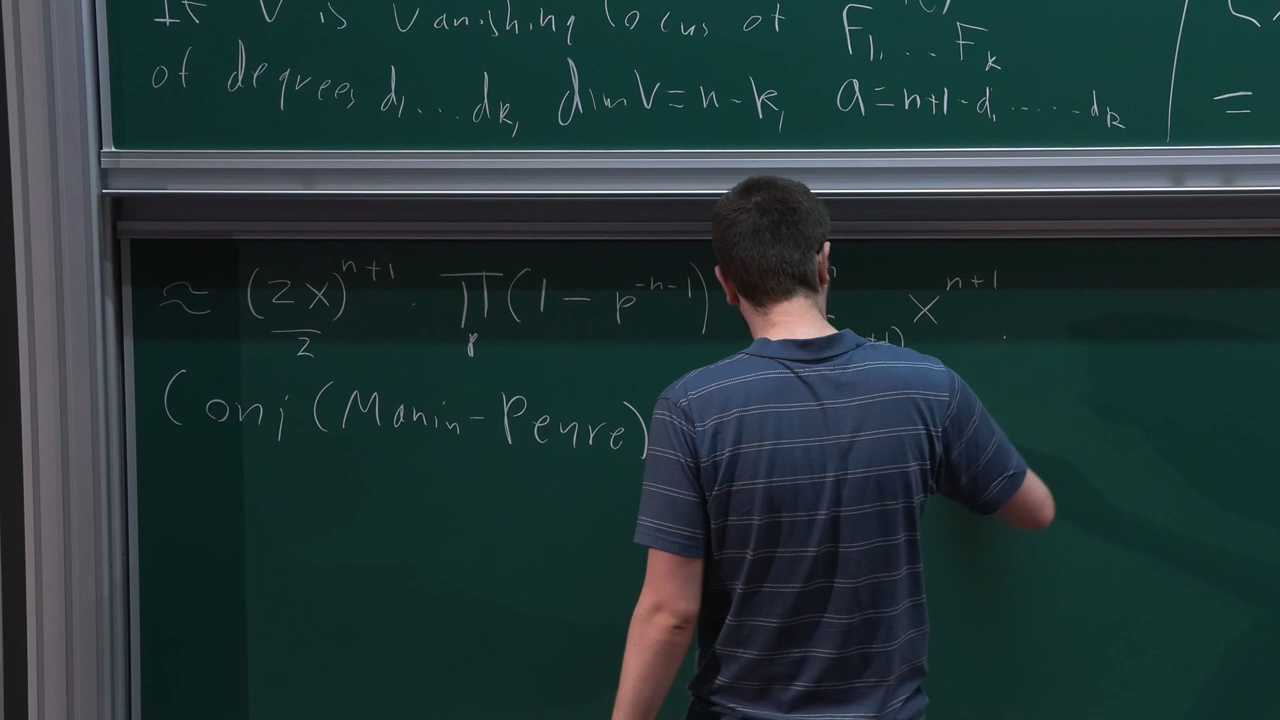 If V is vanishing locus of F₁, ... Fₖ
of degrees d₁ ... dₖ, dim V = n - k, a = n+1 - d₁ ..... dₖ
=
≈ (2X)^{n+1}/2 · ∏_p (1 - p^{-n-1}) X^{n+1}
Conj (Manin-Peyre)